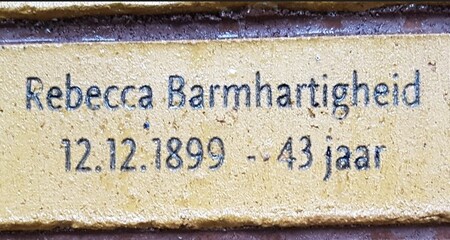 Rebecca Barmhartigheid
12.12.1899 - 43 jaar